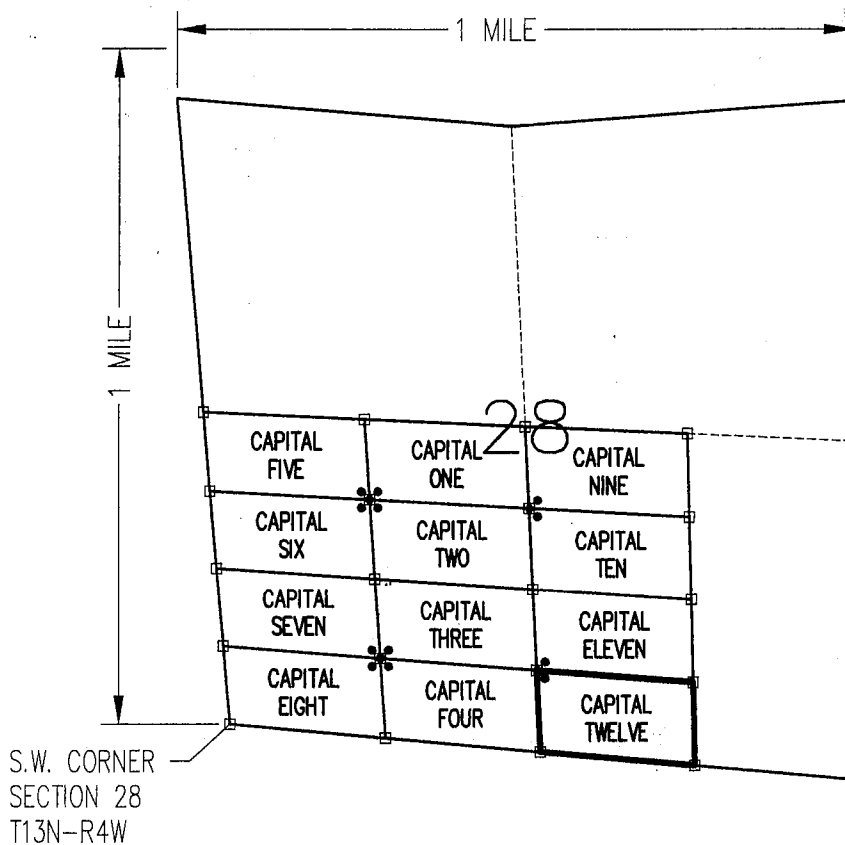 1 MILE
1 MILE
28
CAPITAL
FIVE
CAPITAL
ONE
CAPITAL
NINE
CAPITAL
SIX
CAPITAL
TWO
CAPITAL
TEN
CAPITAL
SEVEN
CAPITAL
THREE
CAPITAL
ELEVEN
CAPITAL
EIGHT
CAPITAL
FOUR
CAPITAL
TWELVE
S.W. CORNER
SECTION 28
T13N-R4W